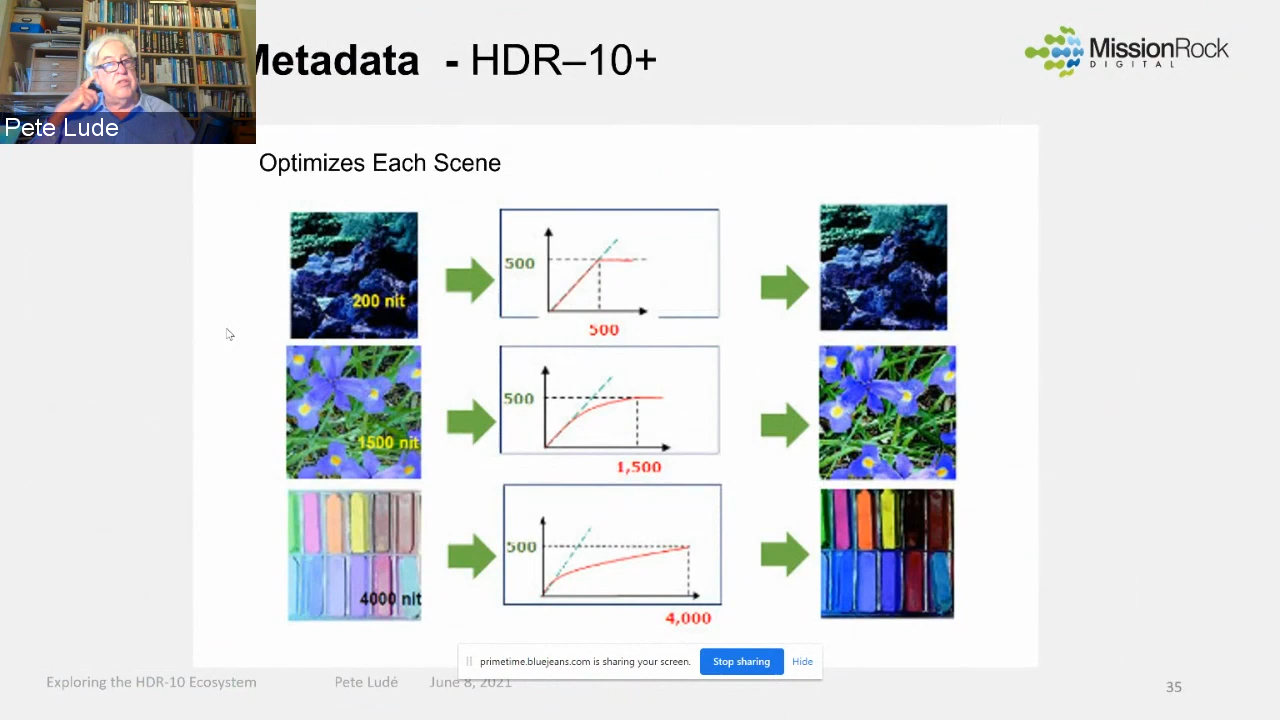 Metadata - HDR–10+
MissionRock
DIGITAL
Pete Lude
Optimizes Each Scene
200 nit
500
500
1500 nit
500
1,500
4000 nit
500
4,000
primetime.bluejeans.com is sharing your screen.
Stop sharing
Hide
Exploring the HDR-10 Ecosystem
Pete Ludé
June 8, 2021
35